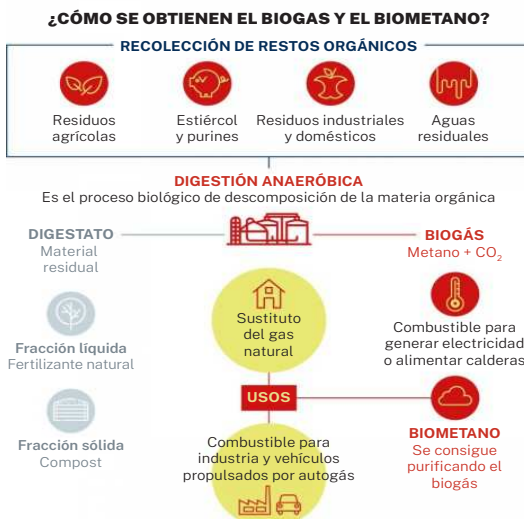 ¿CÓMO SE OBTIENEN EL BIOGAS Y EL BIOMETANO?
RECOLECCIÓN DE RESTOS ORGÁNICOS
Residuos
agrícolas
Estiércol
y purines
Residuos industriales
y domésticos
Aguas
residuales
DIGESTIÓN ANAERÓBICA
Es el proceso biológico de descomposición de la materia orgánica
DIGESTATO
Material
residual
BIOGÁS
Metano + CO₂
Fracción líquida
Fertilizante natural
Sustituto
del gas
natural
Combustible para
generar electricidad
o alimentar calderas
USOS
Fracción sólida
Compost
Combustible para
industria y vehículos
propulsados por autogás
BIOMETANO
Se consigue
purificando el
biogás